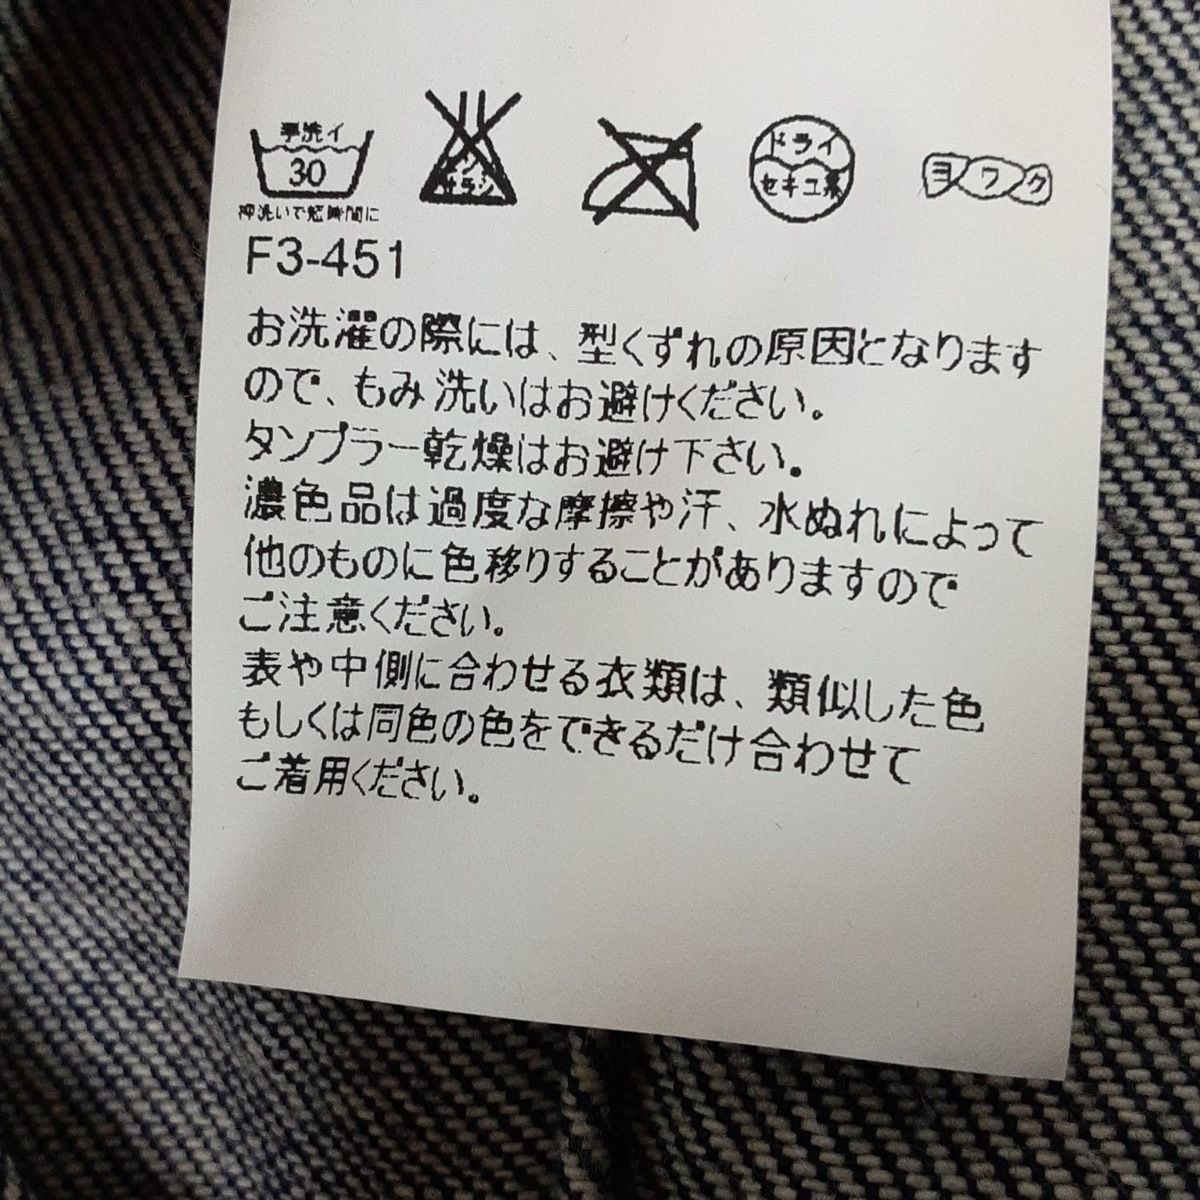 手洗イ
30
押洗いで短時間に
エンソ
サラシ
ドライ
セキユ系
ヨワク
F3-451
お洗濯の際には、型くずれの原因となります
ので、もみ洗いはお避けください。
タンブラー乾燥はお避け下さい。
濃色品は過度な摩擦や汗、水ぬれによって
他のものに色移りすることがありますので
ご注意ください。
表や中側に合わせる衣類は、類似した色
もしくは同色の色をできるだけ合わせて
ご着用ください。